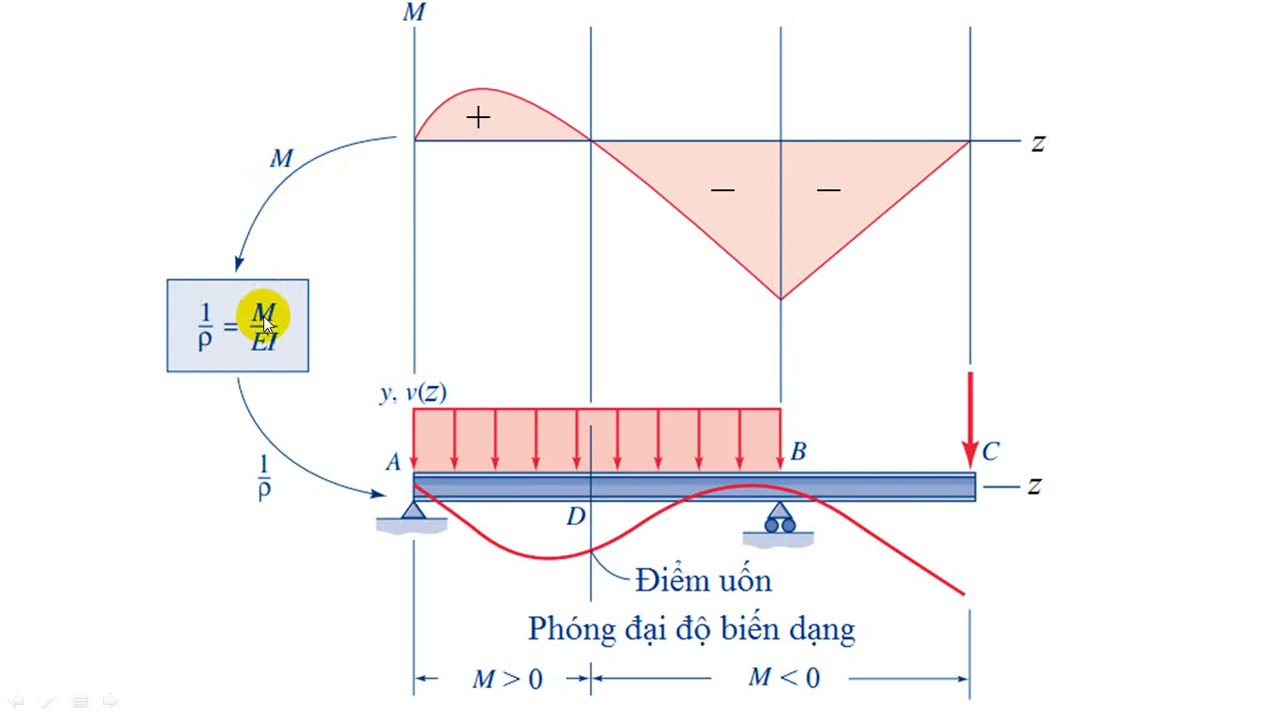 M
+
z
M
− −
1/ρ = M/EI
y, v(z)
A
B
C
1/ρ
z
D
Điểm uốn
Phóng đại độ biến dạng
M > 0
M < 0